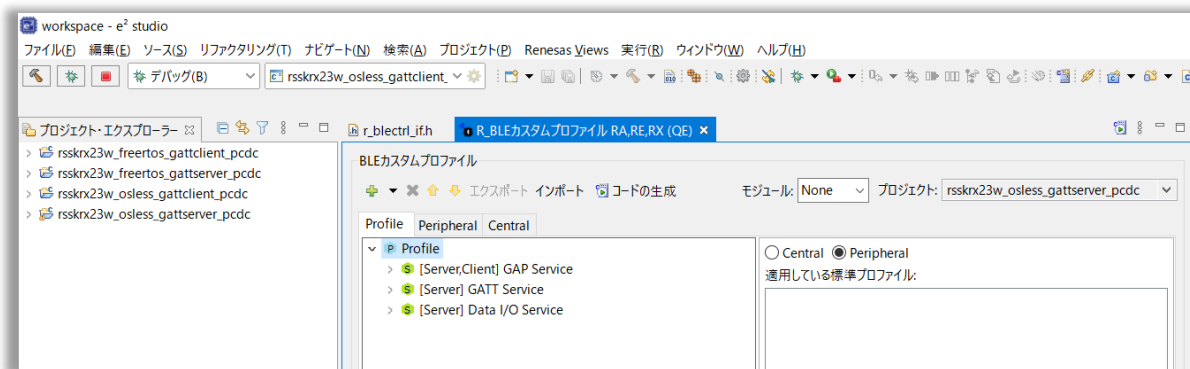 workspace - e² studio
ファイル(F) 編集(E) ソース(S) リファクタリング(T) ナビゲート(N) 検索(A) プロジェクト(P) Renesas Views 実行(R) ウィンドウ(W) ヘルプ(H)
デバッグ(B) rsskrx23w_osless_gattclient_
プロジェクト・エクスプローラー
r_blectrl_if.h R_BLEカスタムプロファイル RA,RE,RX (QE)
rsskrx23w_freertos_gattclient_pcdc
rsskrx23w_freertos_gattserver_pcdc
rsskrx23w_osless_gattclient_pcdc
rsskrx23w_osless_gattserver_pcdc
BLEカスタムプロファイル
エクスポート インポート コードの生成 モジュール: None プロジェクト: rsskrx23w_osless_gattserver_pcdc
Profile Peripheral Central
Profile
[Server,Client] GAP Service
[Server] GATT Service
[Server] Data I/O Service
Central Peripheral
適用している標準プロファイル: